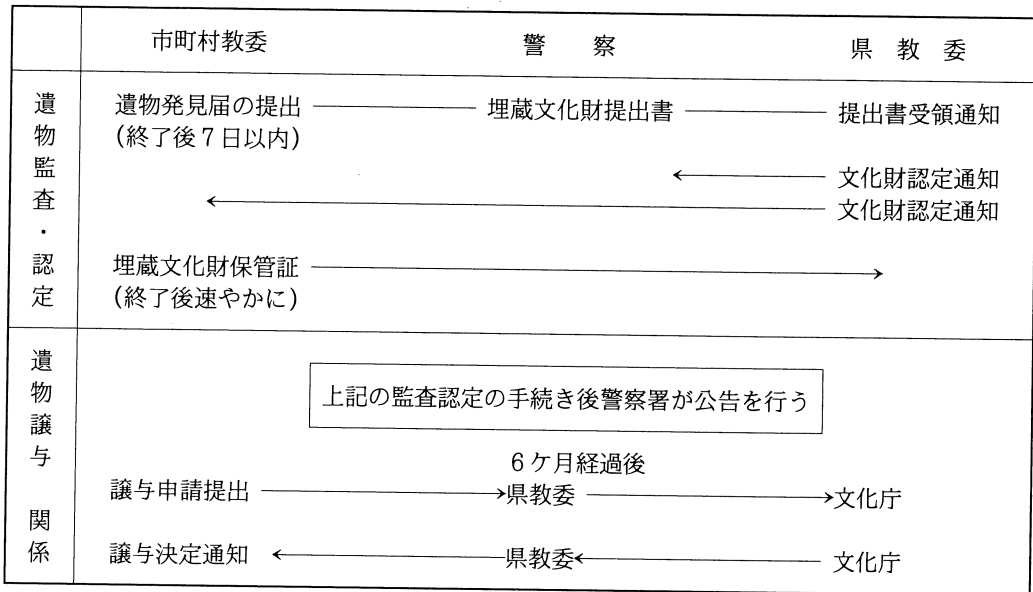 市町村教委 警察 県教委
遺物監査・認定
遺物発見届の提出 埋蔵文化財提出書 提出書受領通知
(終了後7日以内)
文化財認定通知
文化財認定通知
埋蔵文化財保管証
(終了後速やかに)
遺物譲与 関係
上記の監査認定の手続き後警察署が公告を行う
6ケ月経過後
譲与申請提出 県教委 文化庁
譲与決定通知 県教委 文化庁